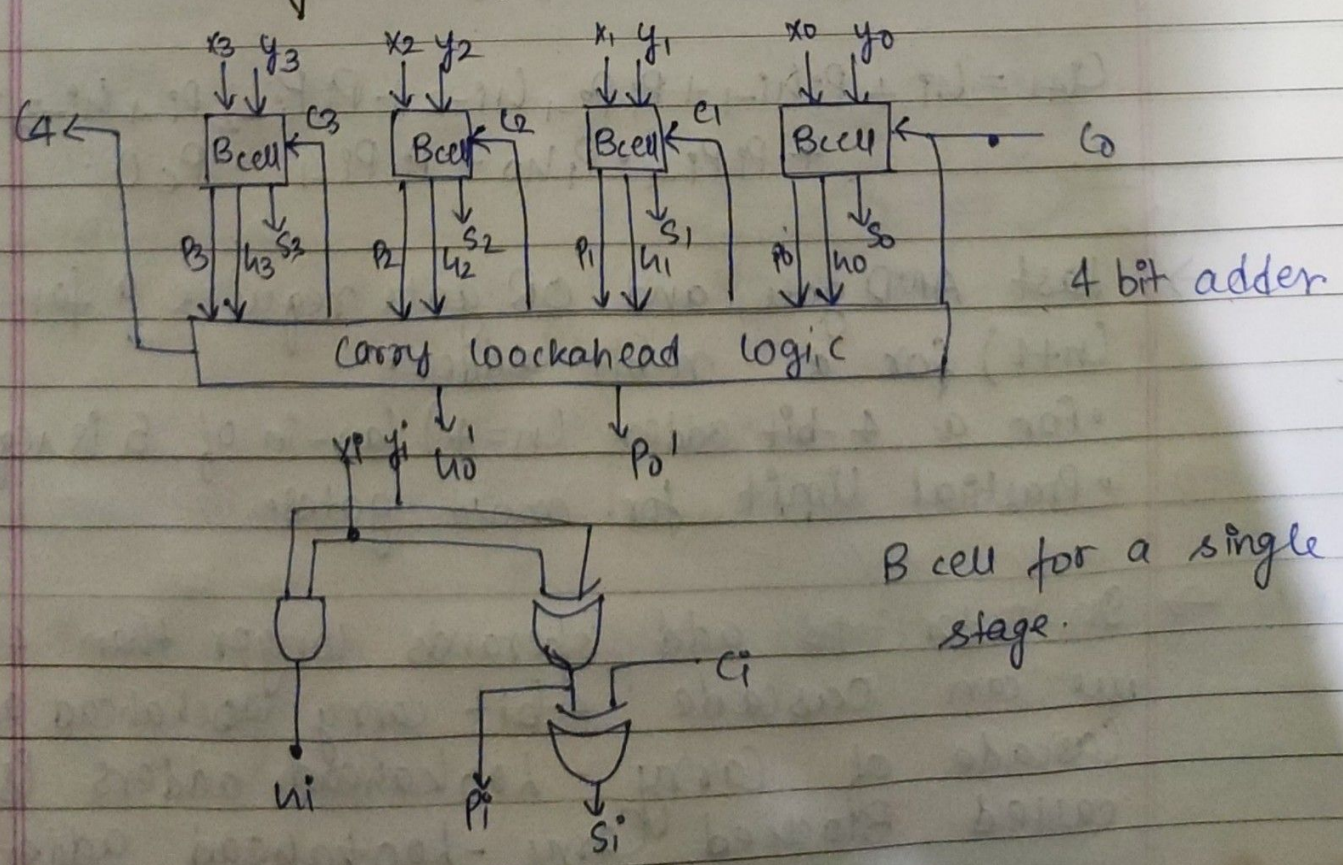 x3 y3 x2 y2 x1 y1 x0 y0
C4 C3 C2 C1 C0
Bcell Bcell Bcell Bcell
P3 G3 S3 P2 G2 S2 P1 G1 S1 P0 G0 S0
4 bit adder
Carry loockahead logic
xi yi G0' P0'
B cell for a single
stage.
Ci
Gi Pi Si